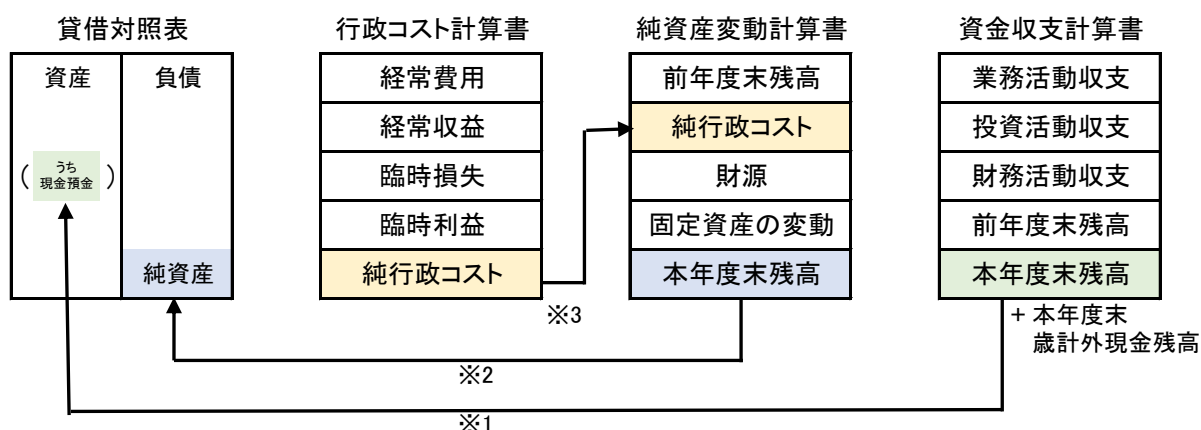 貸借対照表
資産
負債
(うち
現金預金)
純資産
行政コスト計算書
経常費用
経常収益
臨時損失
臨時利益
純行政コスト
純資産変動計算書
前年度末残高
純行政コスト
財源
固定資産の変動
本年度末残高
資金収支計算書
業務活動収支
投資活動収支
財務活動収支
前年度末残高
本年度末残高
+ 本年度末
歳計外現金残高
※3
※2
※1